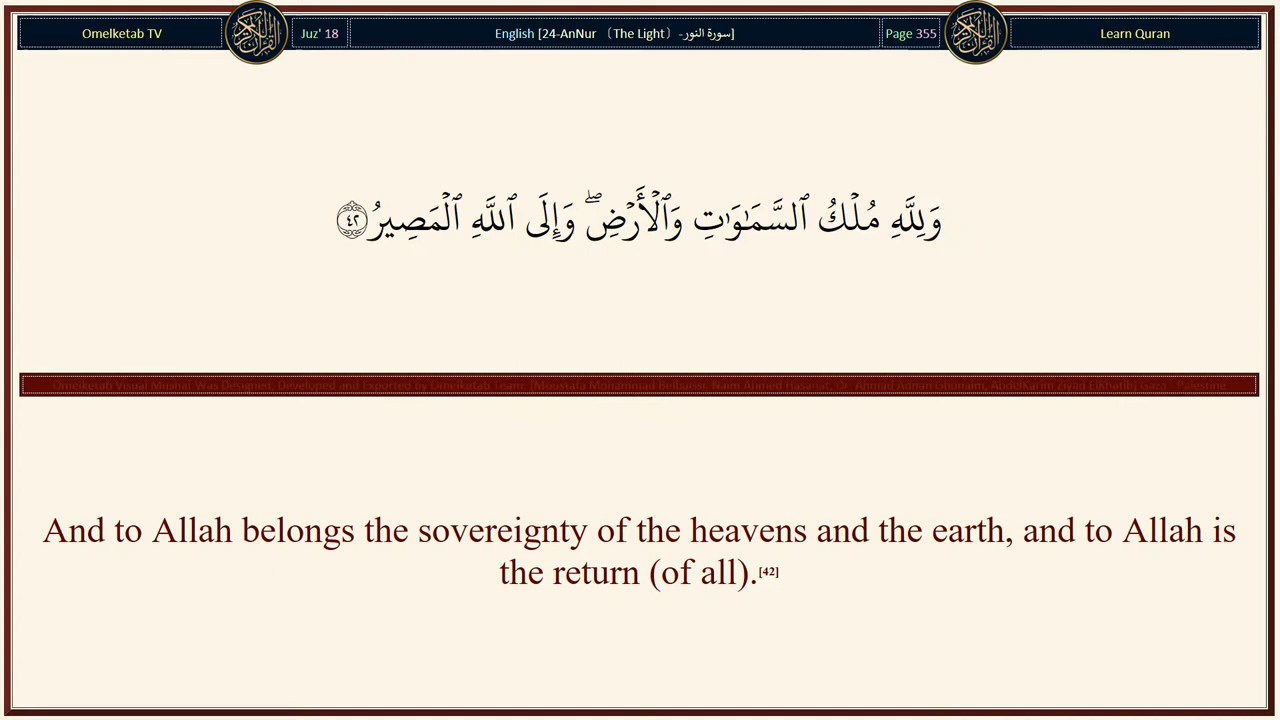 Omelketab TV
Juz' 18
English [24-AnNur 〔The Light〕-سورة النور]
Page 355
Learn Quran
وَلِلَّهِ مُلۡكُ ٱلسَّمَٰوَٰتِ وَٱلۡأَرۡضِۖ وَإِلَى ٱللَّهِ ٱلۡمَصِيرُ ٤٢
And to Allah belongs the sovereignty of the heavens and the earth, and to Allah is
the return (of all).[42]